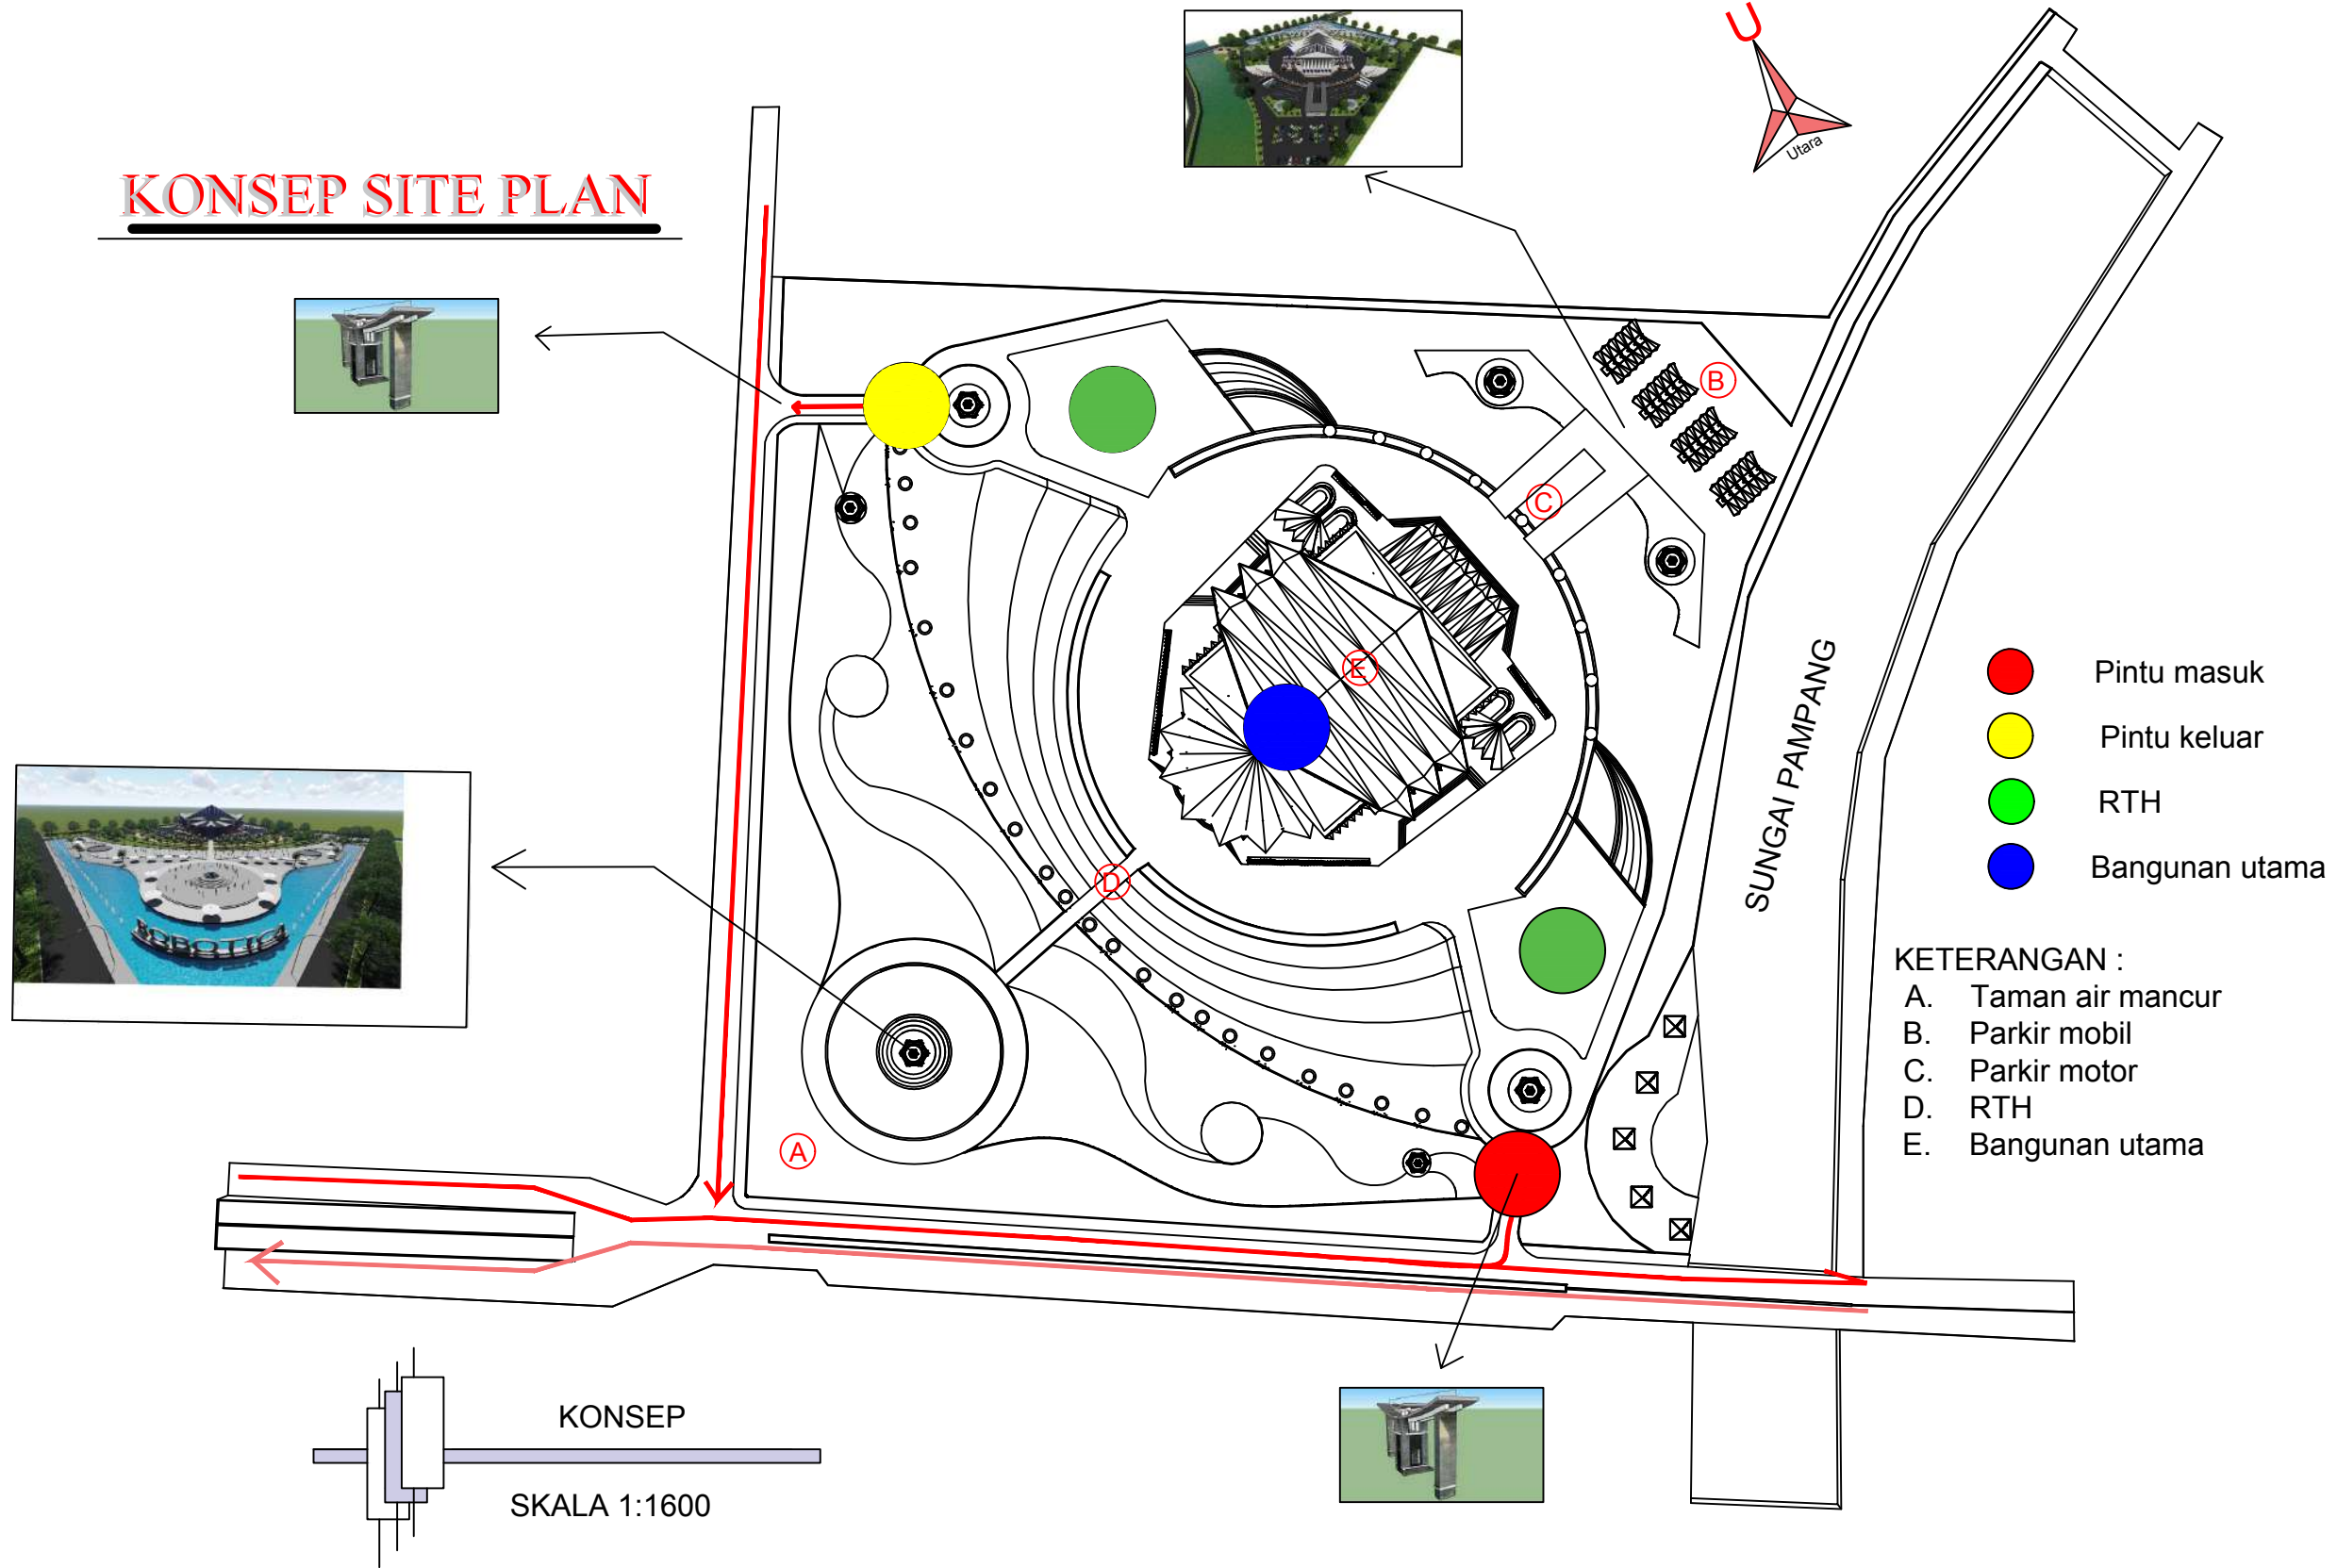 U
Utara
KONSEP SITE PLAN
B
C
E
D
A
SUNGAI PAMPANG
ROBOTICA
Pintu masuk
Pintu keluar
RTH
Bangunan utama
KETERANGAN :
A. Taman air mancur
B. Parkir mobil
C. Parkir motor
D. RTH
E. Bangunan utama
KONSEP
SKALA 1:1600